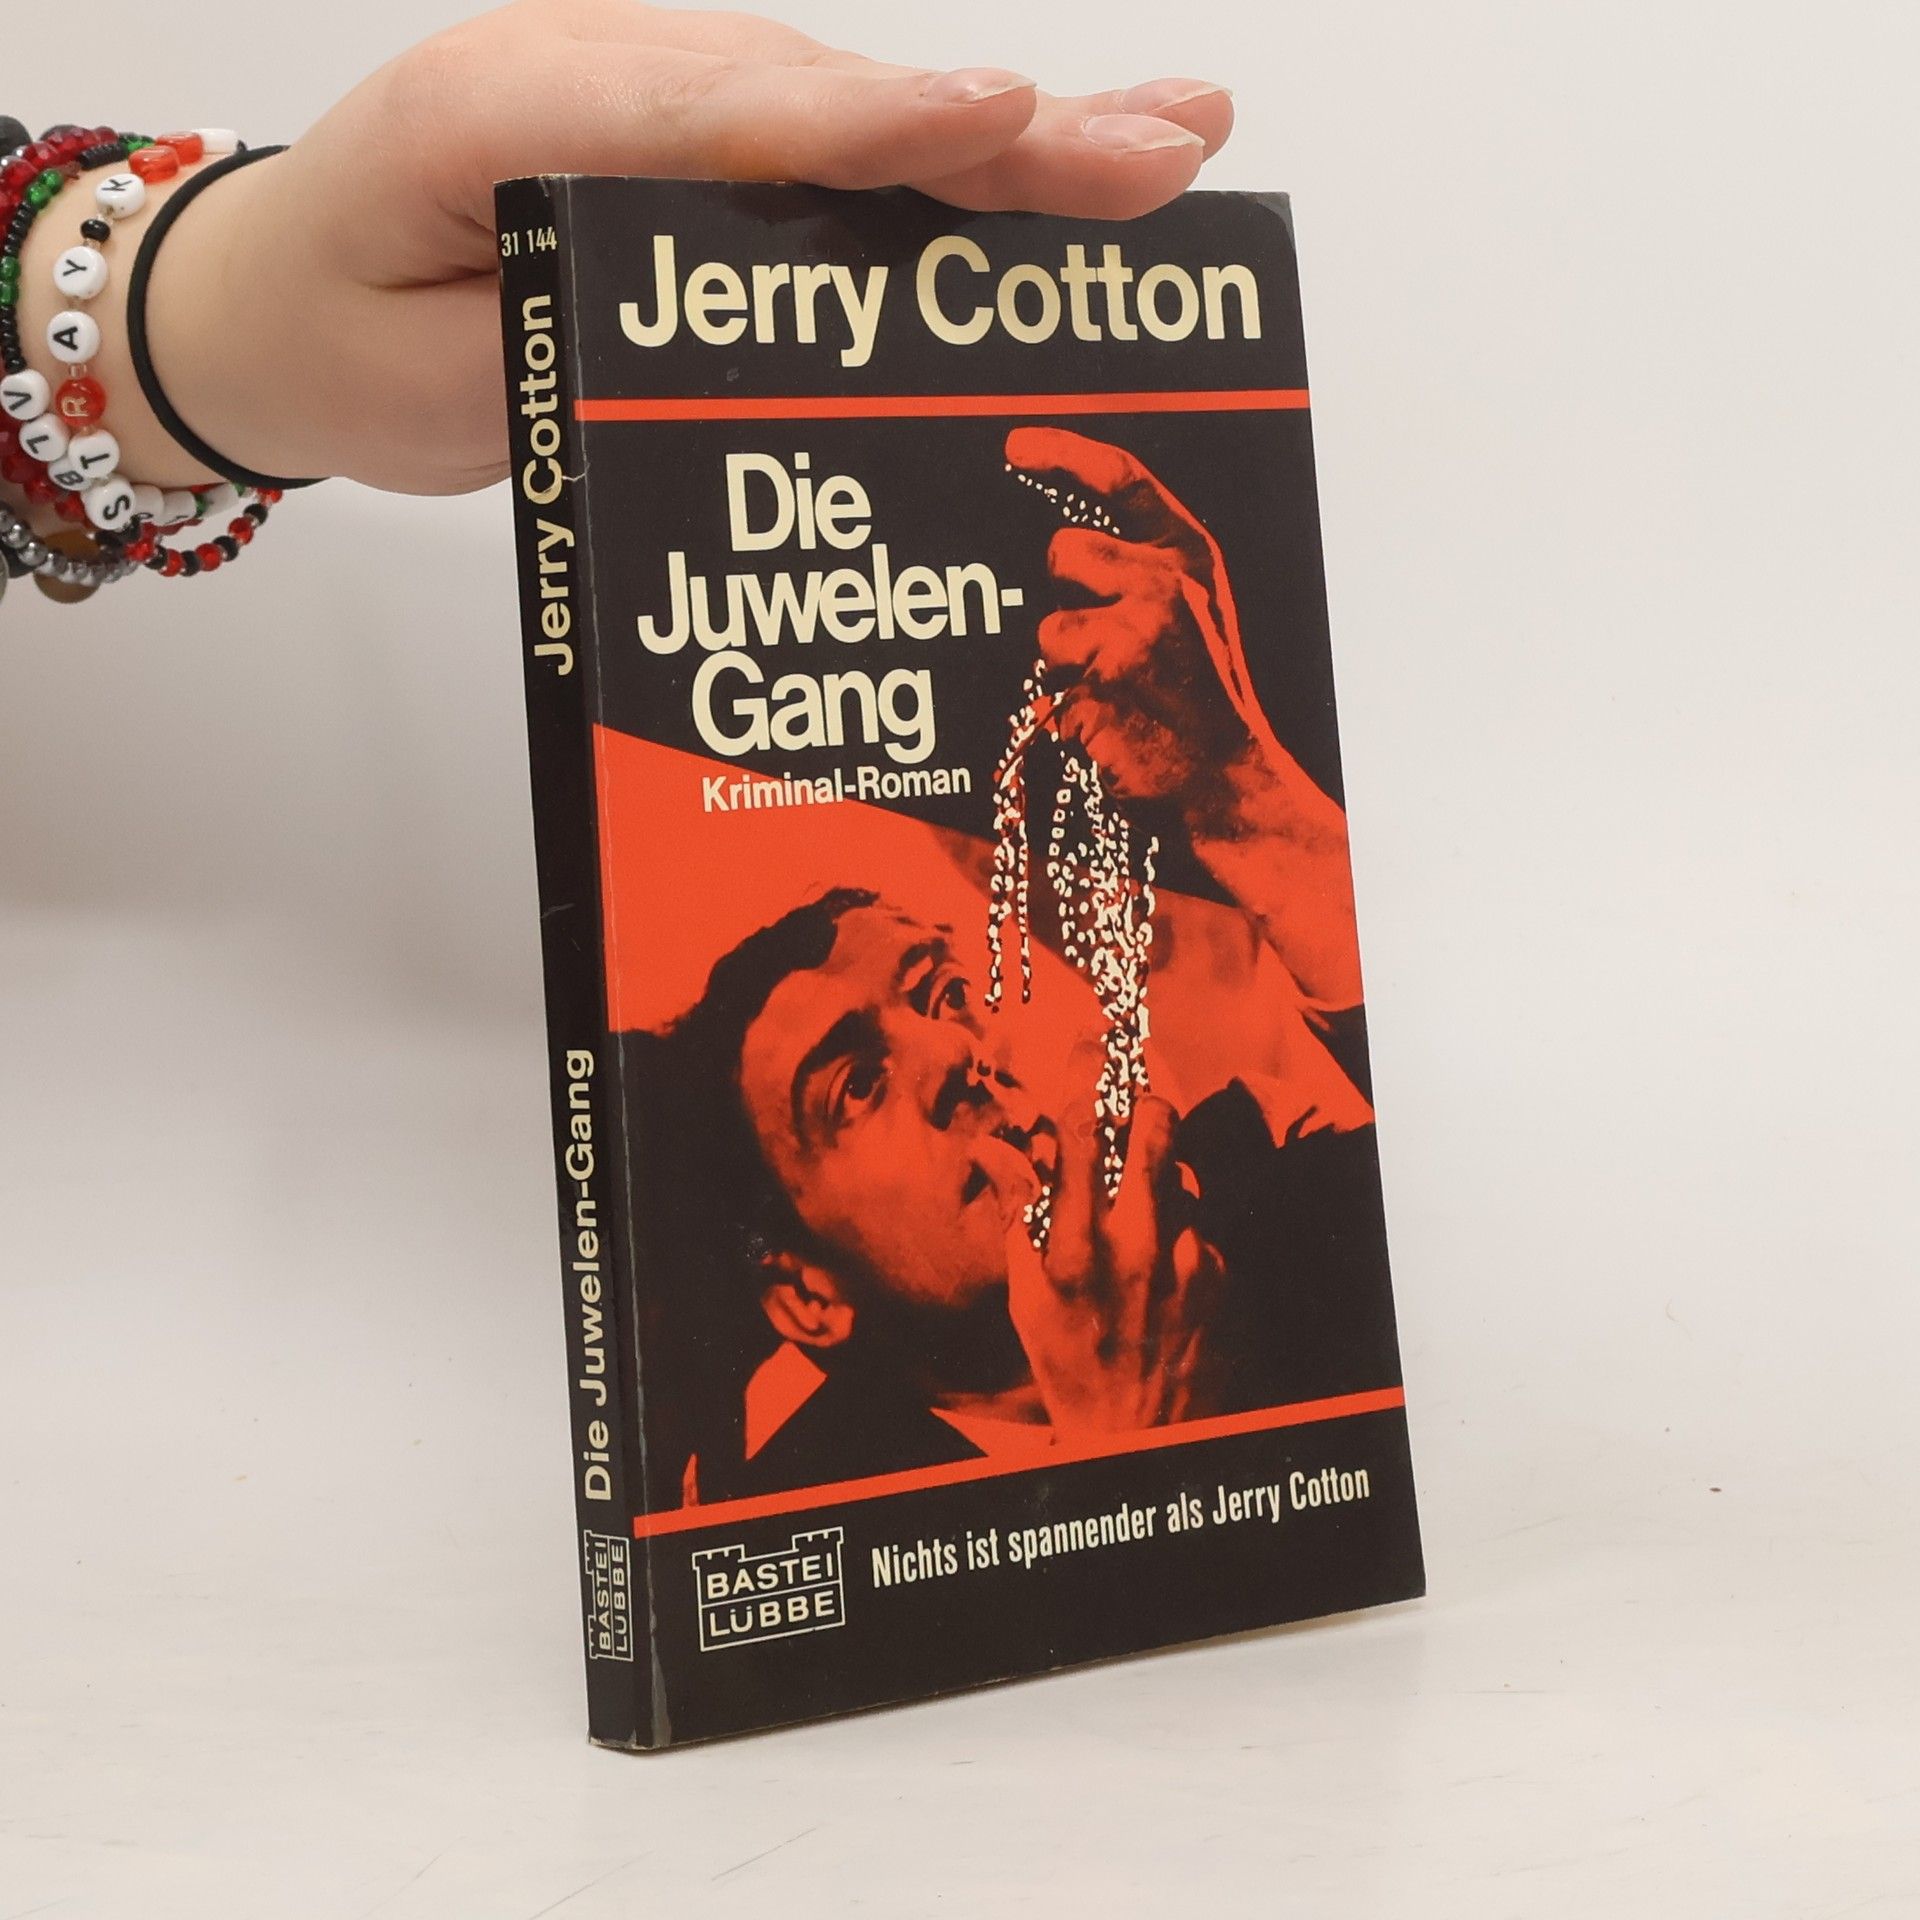 Jerry Cotton
Die
Juwelen-
Gang
Kriminal-Roman
BASTEI
LÜBBE
Nichts ist spannender als Jerry Cotton
31 144
Jerry Cotton
Die Juwelen-Gang
BASTEI
LÜBBE
STRAYK